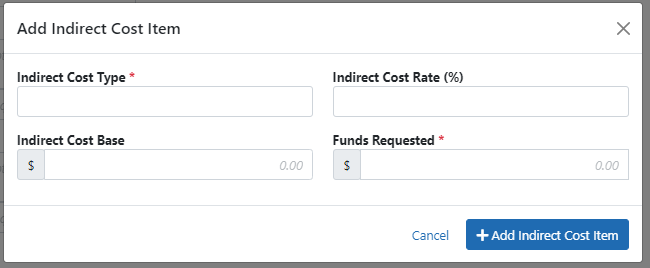 Add Indirect Cost Item
Indirect Cost Type *
Indirect Cost Rate (%)
Indirect Cost Base
Funds Requested *
$ 0.00
$ 0.00
Cancel
+ Add Indirect Cost Item